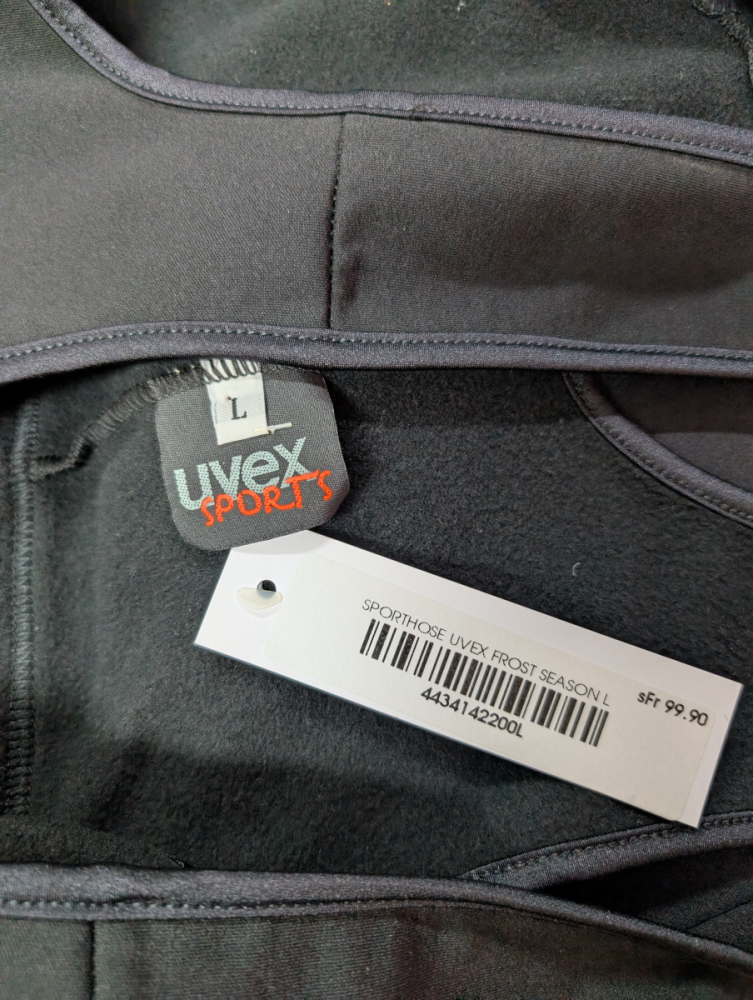 L
uvex
SPORTS
SPORTHOSE UVEX FROST SEASON L
4434142200L
sFr 99.90